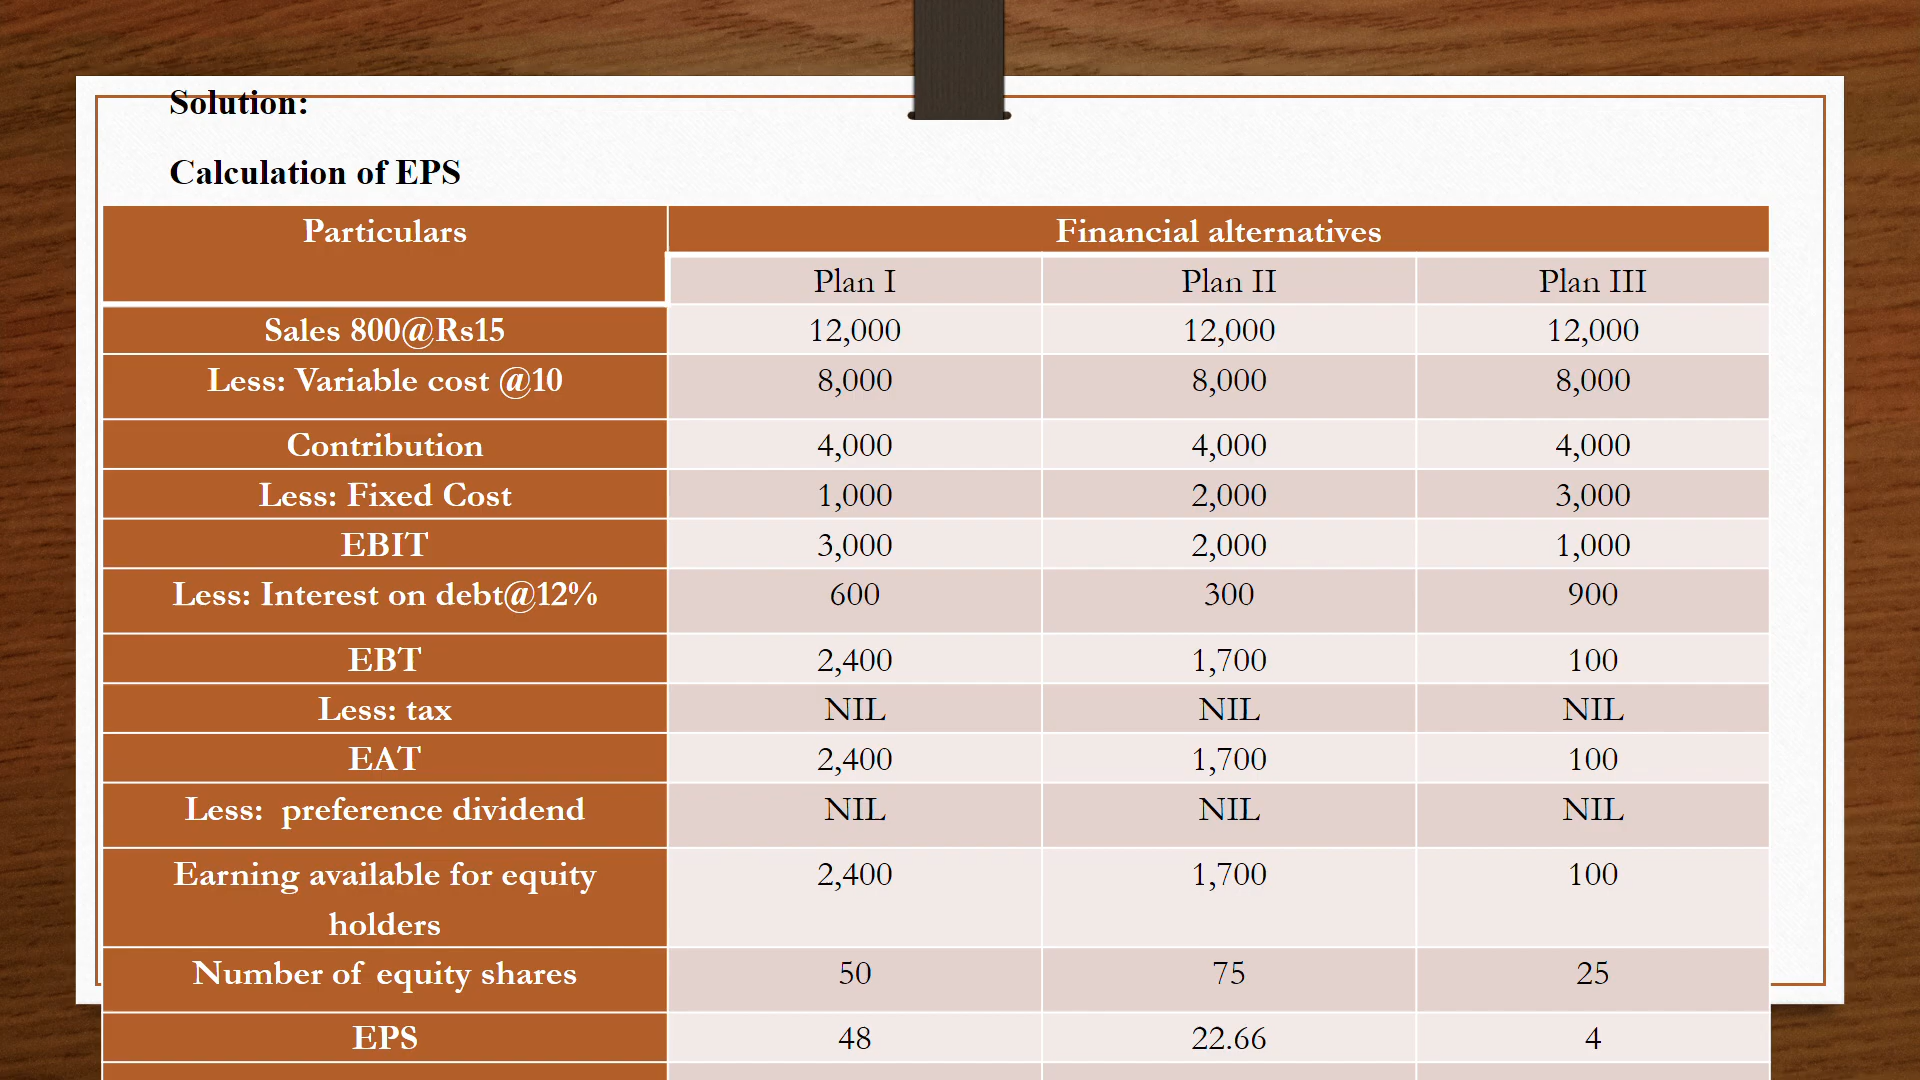 Solution:
Calculation of EPS
Particulars Financial alternatives
Plan I Plan II Plan III
Sales 800@Rs15 12,000 12,000 12,000
Less: Variable cost @10 8,000 8,000 8,000
Contribution 4,000 4,000 4,000
Less: Fixed Cost 1,000 2,000 3,000
EBIT 3,000 2,000 1,000
Less: Interest on debt@12% 600 300 900
EBT 2,400 1,700 100
Less: tax NIL NIL NIL
EAT 2,400 1,700 100
Less: preference dividend NIL NIL NIL
Earning available for equity 2,400 1,700 100
holders
Number of equity shares 50 75 25
EPS 48 22.66 4